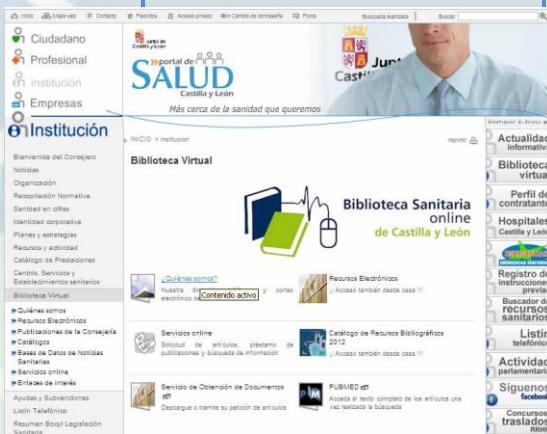 Inicio Mapa web Contacto Favoritos Acceso privado Cambio de contraseña Foros Búsqueda Avanzada Buscar
Ciudadano
Profesional
Institución
Empresas
Institución
Junta de
Castilla y León
portal de
SALUD
Castilla y León
Más cerca de la sanidad que queremos
INICIO > Institucion
Imprimir
Bienvenida del Consejero
Noticias
Organización
Recopilación Normativa
Sanidad en cifras
Identidad corporativa
Planes y estrategias
Recursos y actividad
Catálogo de Prestaciones
Centros, Servicios y
Establecimientos sanitarios
Biblioteca Virtual
Quiénes somos
Recursos Electrónicos
Publicaciones de la Consejería
Catálogos
Bases de Datos de Noticias
Sanitarias
Servicios online
Enlaces de interés
Ayudas y Subvenciones
Listín Telefónico
Resumen Bocyl Legislación
Sanitaria
Biblioteca Virtual
Biblioteca Sanitaria
online
de Castilla y León
¿Quiénes somos?
Nuestra y correo
electrónico
Contenido activo
Recursos Electrónicos
¡¡ Acceso también desde casa !!
Servicios online
Solicitud de artículos, préstamo de
publicaciones y búsqueda de información
Catálogo de Recursos Bibliográficos
2012
¡¡ Acceso también desde casa !!
Servicio de Obtención de Documentos
Descargue o tramite su petición de artículos
PUBMED
Acceda al texto completo de los artículos una
vez realizada la búsqueda
Actualidad
informativa
Biblioteca
virtual
Perfil de
contratante
Hospitales
Castilla y León
EMERGENCIAS SANITARIAS
Registro de
instrucciones
previas
Buscador de
recursos
sanitarios
Listín
telefónico
Actividad
parlamentaria
Síguenos
facebook
Concursos
traslados